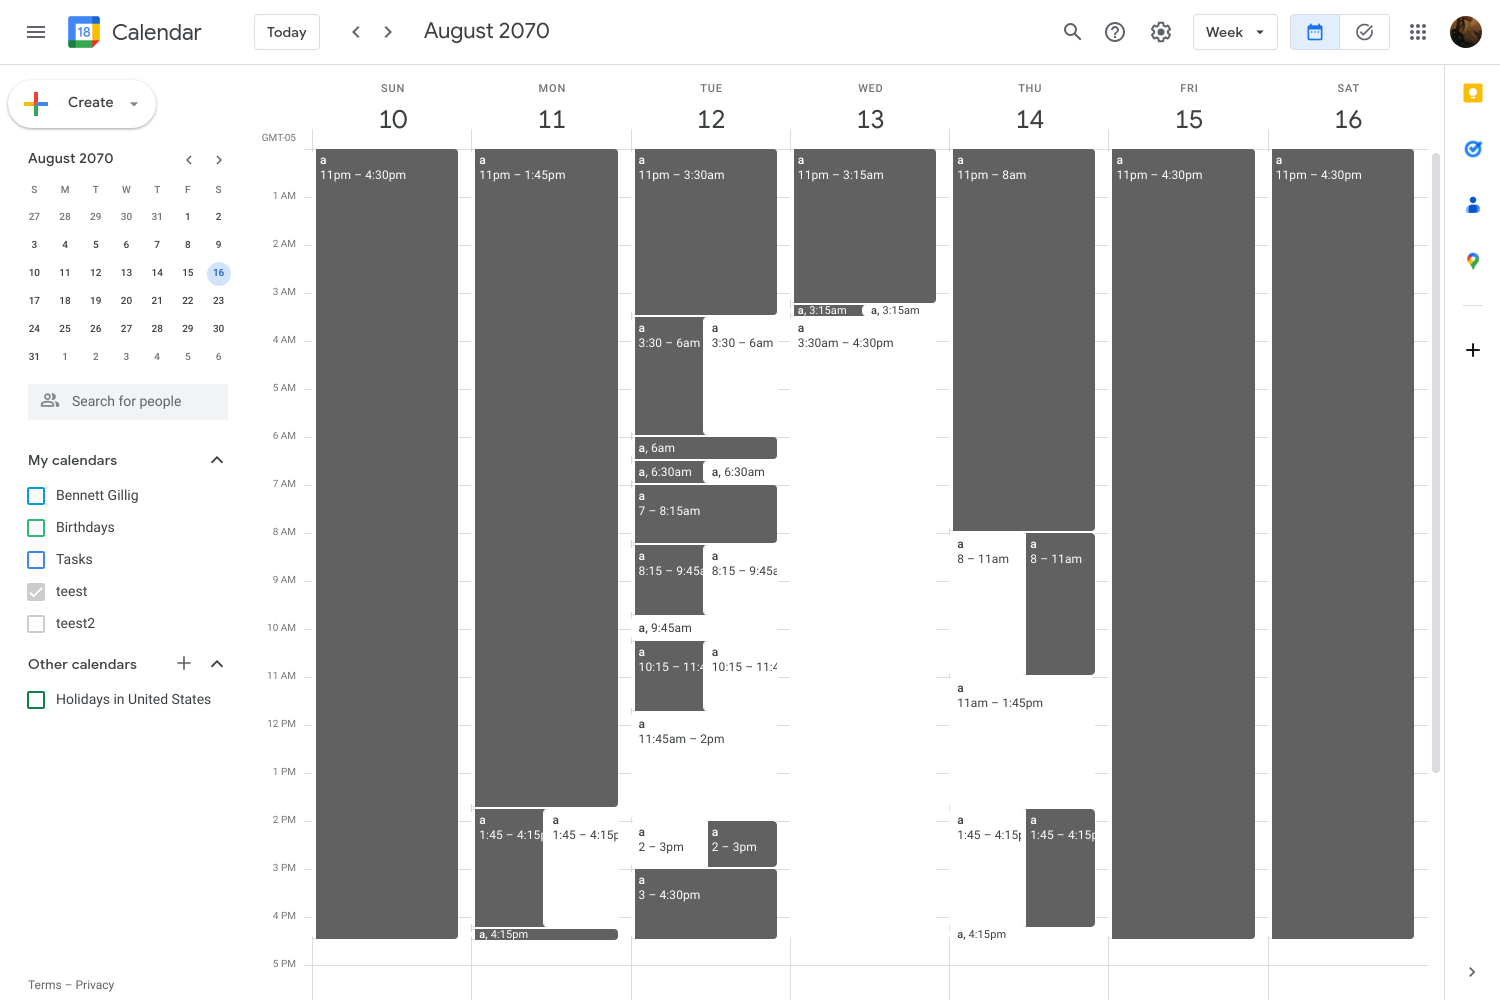 18 Calendar
Today
August 2070
Week
Create
August 2070
S M T W T F S
27 28 29 30 31 1 2
3 4 5 6 7 8 9
10 11 12 13 14 15 16
17 18 19 20 21 22 23
24 25 26 27 28 29 30
31 1 2 3 4 5 6
Search for people
My calendars
Bennett Gillig
Birthdays
Tasks
teest
teest2
Other calendars
Holidays in United States
Terms – Privacy
GMT-05
1 AM
2 AM
3 AM
4 AM
5 AM
6 AM
7 AM
8 AM
9 AM
10 AM
11 AM
12 PM
1 PM
2 PM
3 PM
4 PM
5 PM
SUN
10
a
11pm – 4:30pm
MON
11
a
11pm – 1:45pm
a
1:45 – 4:15p
a
1:45 – 4:15p
a, 4:15pm
TUE
12
a
11pm – 3:30am
a
3:30 – 6am
a
3:30 – 6am
a, 6am
a, 6:30am
a, 6:30am
a
7 – 8:15am
a
8:15 – 9:45a
a
8:15 – 9:45a
a, 9:45am
a
10:15 – 11:4
a
10:15 – 11:4
a
11:45am – 2pm
a
2 – 3pm
a
2 – 3pm
a
3 – 4:30pm
WED
13
a
11pm – 3:15am
a, 3:15am
a, 3:15am
a
3:30am – 4:30pm
THU
14
a
11pm – 8am
a
8 – 11am
a
8 – 11am
a
11am – 1:45pm
a
1:45 – 4:15p
a
1:45 – 4:15p
a, 4:15pm
FRI
15
a
11pm – 4:30pm
SAT
16
a
11pm – 4:30pm